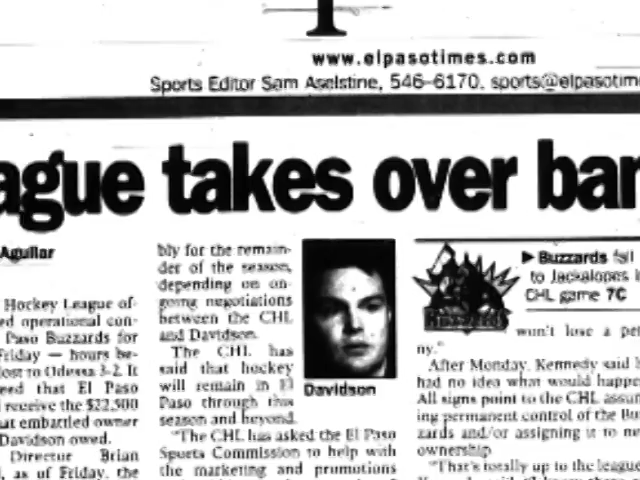 www.elpasotimes.com
Sports Editor Sam Aselstine, 546-6170, sports@elpasotim
ague takes over ban
Aguilar
Hockey League of-
ed operational con-
Paso Buzzards for
Friday — hours be-
lost to Odessa 3-2. It
eed that El Paso
receive the $22,500
at embattled owner
Davidson owed.
Director Brian
, as of Friday, the
bly for the remain-
der of the season,
depending on on-
going negotiations
between the CHL
and Davidson.
The CHL has
said that hockey
will remain in El
Paso through this
season and beyond.
"The CHL has asked the El Paso
Sports Commission to help with
the marketing and promotions
Davidson
▶ Buzzards fall
to Jackalopes
CHL game 7C
won't lose a pen
ny."
After Monday, Kennedy said
had no idea what would happe
All signs point to the CHL assum
ing permanent control of the Buz
zards and/or assigning it to ne
ownership.
"That's totally up to the league